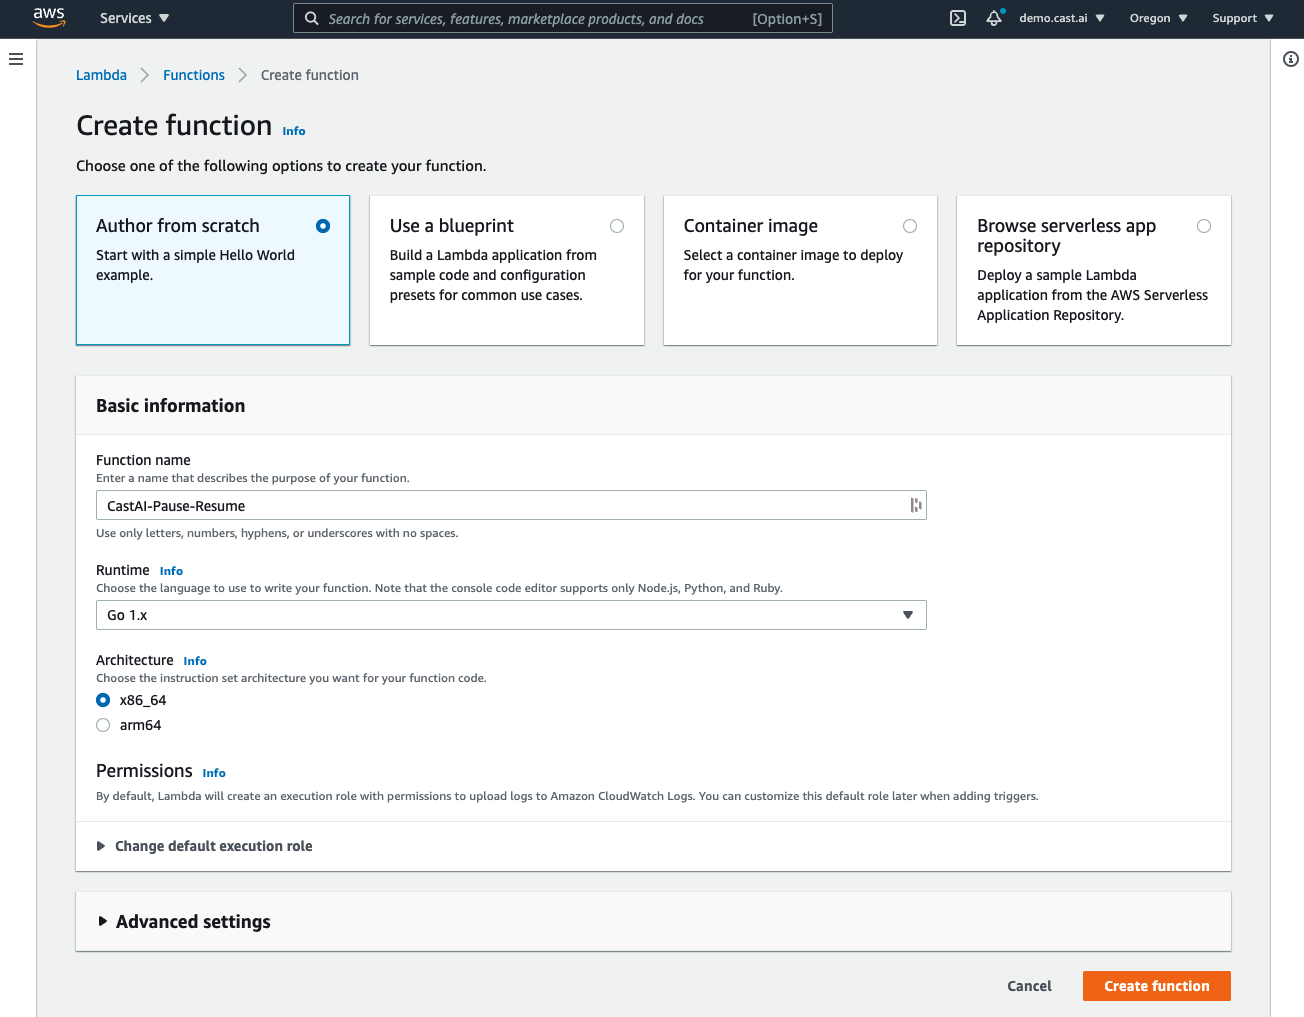 aws Services Search for services, features, marketplace products, and docs [Option+S] demo.cast.ai Oregon Support
Lambda Functions Create function
Create function Info
Choose one of the following options to create your function.
Author from scratch
Start with a simple Hello World
example.
Use a blueprint
Build a Lambda application from
sample code and configuration
presets for common use cases.
Container image
Select a container image to deploy
for your function.
Browse serverless app
repository
Deploy a sample Lambda
application from the AWS Serverless
Application Repository.
Basic information
Function name
Enter a name that describes the purpose of your function.
CastAI-Pause-Resume
Use only letters, numbers, hyphens, or underscores with no spaces.
Runtime Info
Choose the language to use to write your function. Note that the console code editor supports only Node.js, Python, and Ruby.
Go 1.x
Architecture Info
Choose the instruction set architecture you want for your function code.
x86_64
arm64
Permissions Info
By default, Lambda will create an execution role with permissions to upload logs to Amazon CloudWatch Logs. You can customize this default role later when adding triggers.
Change default execution role
Advanced settings
Cancel Create function